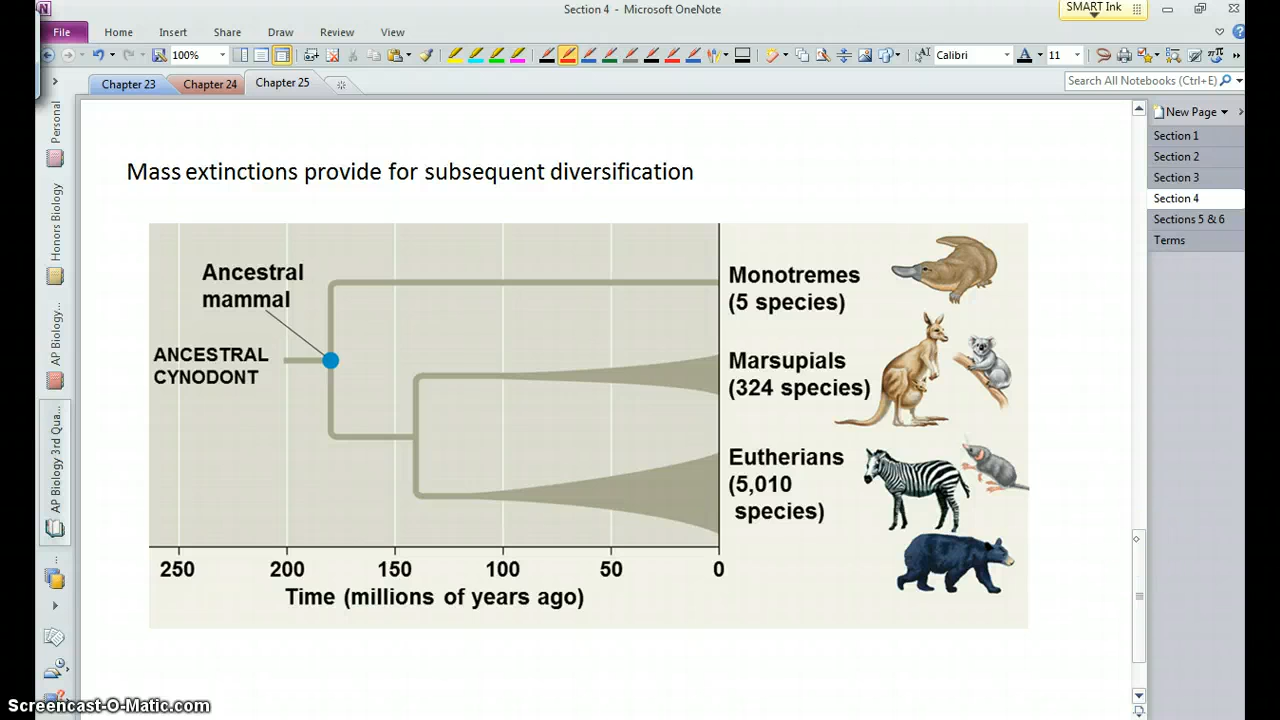 Section 4 - Microsoft OneNote
SMART Ink
File Home Insert Share Draw Review View
100% Calibri 11
Chapter 23 Chapter 24 Chapter 25
Search All Notebooks (Ctrl+E)
New Page
Section 1
Section 2
Section 3
Section 4
Sections 5 & 6
Terms
Personal
Honors Biology
AP Biology...
AP Biology 3rd Qua...
Mass extinctions provide for subsequent diversification
Ancestral
mammal
ANCESTRAL
CYNODONT
Monotremes
(5 species)
Marsupials
(324 species)
Eutherians
(5,010
species)
250 200 150 100 50 0
Time (millions of years ago)
Screencast-O-Matic.com